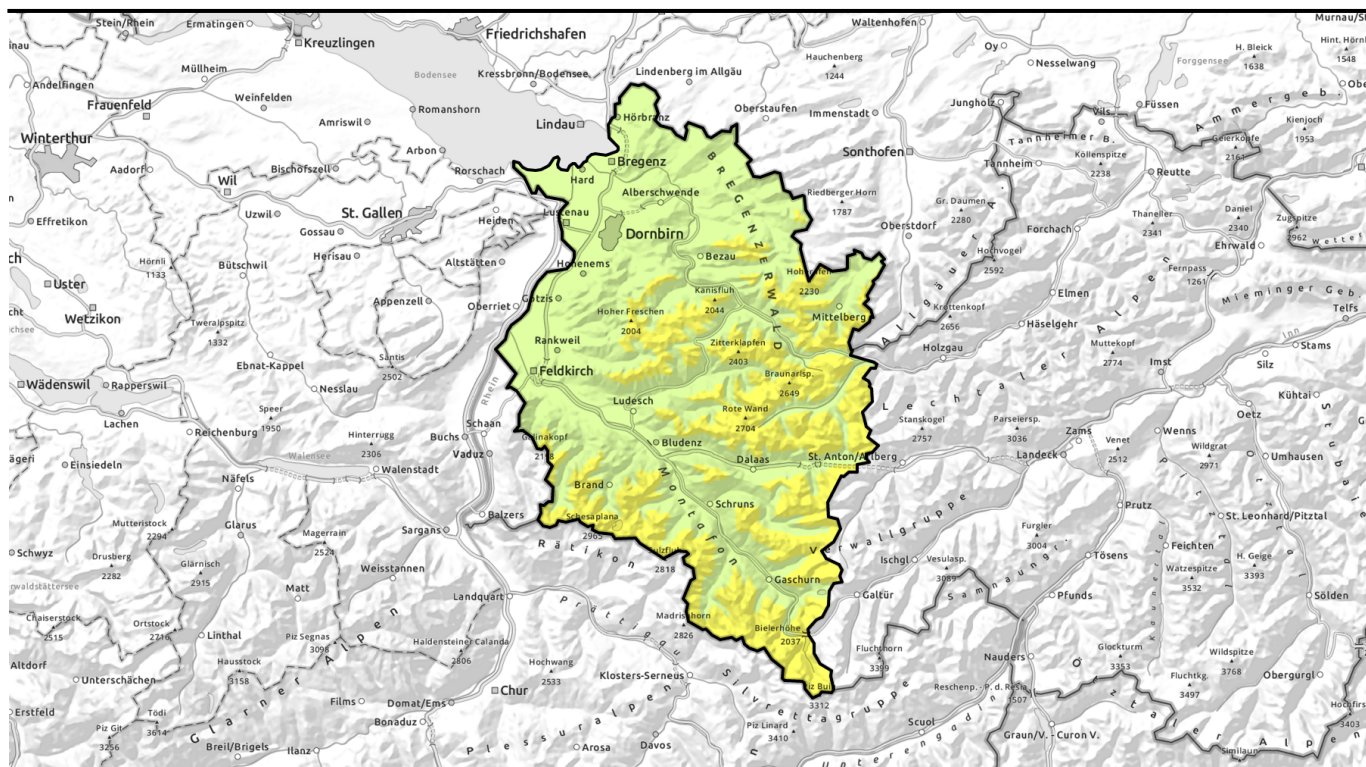 Stein/Rhein
Ermatingen
Kreuzlingen
Friedrichshafen
Waltenhofen
Oy
Nesselwang
H. Bleick
1638
Müllheim
Bodensee
Kressbronn/Bodensee
Lindenberg im Allgäu
Hauchenberg
1244
Forggensee
Andelfingen
Frauenfeld
Weinfelden
Romanshorn
Lindau
Hörbranz
Oberstaufen
Immenstadt
Jungholz
Füssen
Ammergeb.
Kienjoch
1953
Winterthur
Amriswil
Arbon
Bregenz
Sonthofen
Vils
Tannheimer B.
Geierköpfe
2161
Aadorf
Bischofszell
Rorschach
Hard
Tannheim
Köllenspitze
2238
Reutte
Wil
Alberschwende
Riedberger Horn
1787
Gr. Daumen
2280
Thaneller
2341
Daniel
2340
Zugspitze
2962
Effretikon
Uzwil
St. Gallen
Heiden
Lustenau
Dornbirn
BREGENZERWALD
Oberstdorf
Forchach
Ehrwald
Gossau
Hochvogel
2592
Allgäuer A.
Hörnli
1133
Bütschwil
Herisau
Altstätten
Hohenems
Bezau
2230
Fernpass
1261
Mieminger Geb
Uster
Wetzikon
Appenzell
Oberriet
Götzis
Kanisfluh
2044
Mittelberg
Krottenkopf
2656
Elmen
Telfs
Tweralpspitz
1332
Hoher Freschen
2004
Häselgehr
Inn
Säntis
2502
Rankweil
Zitterklapfen
2403
Holzgau
Muttekopf
2774
Stams
Ebnat-Kappel
Feldkirch
Braunarlsp.
2649
Imst
Silz
Wädenswil
Rapperswil
Nesslau
Rhein
Lechtaler Alpen
Kühtai
Lachen
Speer
1950
Ludesch
Rote Wand
2704
Stanskogel
2757
Parseiersp.
3036
Oetz
Reichenburg
Hinterrugg
2306
Buchs
Schaan
Bludenz
Zams
Venet
2512
Wenns
Wildgrat
2971
Umhausen
Einsiedeln
Walensee
Walenstadt
Vaduz
Dalaas
St. Anton/Arlberg
Landeck
Näfels
Brand
Montafon
Schruns
Verwallgruppe
Prutz
St. Leonhard/Pitztal
Mutteristock
2294
Glarus
Magerrain
2524
Sargans
Balzers
Schesaplana
2965
Rätikon
Furgler
3004
Schwyz
Drusberg
2282
Glärnisch
2915
Weisstannen
2818
Ischgl
Vesulasp.
3089
Tösens
Feichten
H. Geige
3393
Watzespitze
3532
Matt
Landquart
Gaschurn
Galtür
Samnaungr.
Pfunds
Sölden
Chaiserstock
2515
Ortstock
2716
Linthal
Piz Segnas
3098
Haldensteiner Calanda
2806
Prättigau
Madrisahorn
2826
Bielerhöhe
2037
Altdorf
Hausstock
3158
Hochwang
2533
Klosters-Serneus
Fluchthorn
3399
Nauders
Glockturm
3353
Wildspitze
3768
Obergurgl
Unterschächen
Chur
Silvrettagruppe
3312
Reschenp. - P. d. Resia
1507
Fluchtkg.
3497
Erstfeld
Tödi
3614
Films
Domat/Ems
Bonaduz
Piz Linard
3410
Scuol
3403
Piz Git
3256
Glarner Alpen
Breil/Brigels
Ilanz
Plessuralpen
Arosa
Davos
Unterengadin
Graun/V. - Curon V.
Ötztaler Alpen
Similaun